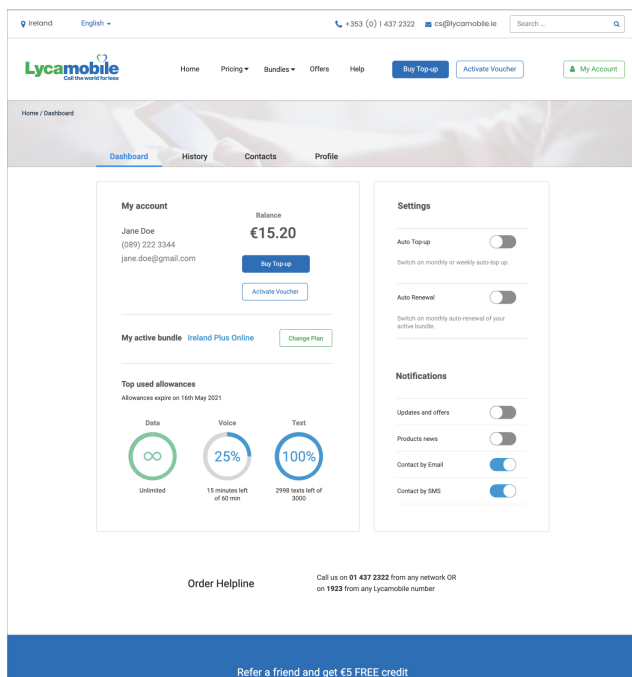 Ireland English +353 (0) 1 437 2322 cs@lycamobile.ie Search ...
Lycamobile
Call the world for less
Home Pricing Bundles Offers Help Buy Top-up Activate Voucher My Account
Home / Dashboard
Dashboard History Contacts Profile
My account
Jane Doe
(089) 222 3344
jane.doe@gmail.com
Balance
€15.20
Buy Top-up
Activate Voucher
My active bundle Ireland Plus Online Change Plan
Top used allowances
Allowances expire on 16th May 2021
Data Voice Text
∞ 25% 100%
Unlimited
15 minutes left
of 60 min
2998 texts left of
3000
Settings
Auto Top-up
Switch on monthly or weekly auto-top up.
Auto Renewal
Switch on monthly auto-renewal of your
active bundle.
Notifications
Updates and offers
Products news
Contact by Email
Contact by SMS
Order Helpline
Call us on 01 437 2322 from any network OR
on 1923 from any Lycamobile number
Refer a friend and get €5 FREE credit